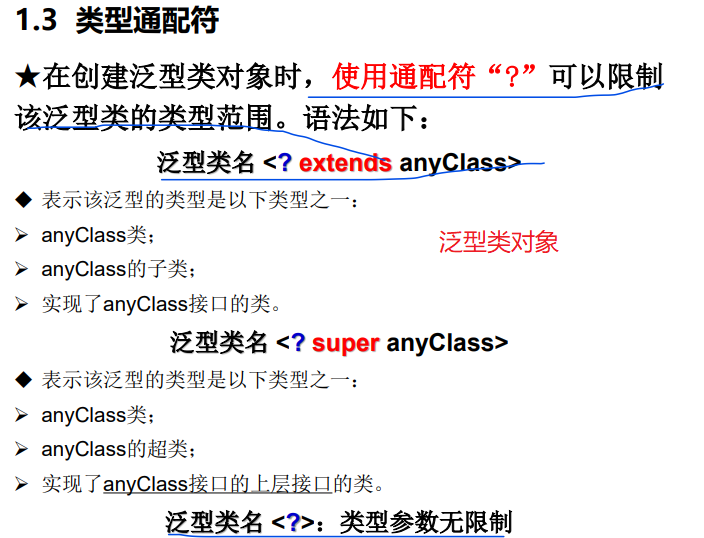 1.3 类型通配符
★在创建泛型类对象时，使用通配符“?”可以限制
该泛型类的类型范围。语法如下：
泛型类名 <? extends anyClass>
◆ 表示该泛型的类型是以下类型之一：
➢ anyClass类；
泛型类对象
➢ anyClass的子类；
➢ 实现了anyClass接口的类。
泛型类名 <? super anyClass>
◆ 表示该泛型的类型是以下类型之一：
➢ anyClass类；
➢ anyClass的超类；
➢ 实现了anyClass接口的上层接口的类。
泛型类名 <?>：类型参数无限制